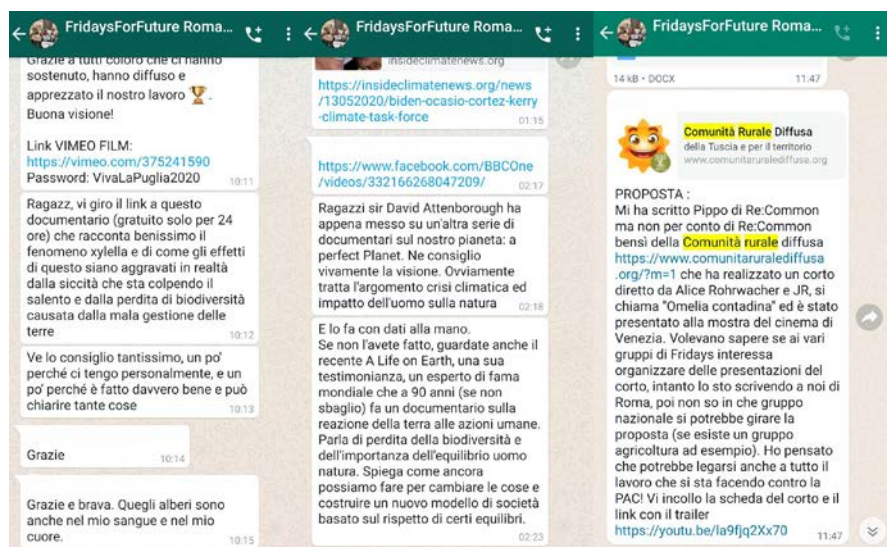 FridaysForFuture Roma...
Grazie a tutti coloro che ci hanno
sostenuto, hanno diffuso e
apprezzato il nostro lavoro 🏆.
Buona visione!
Link VIMEO FILM:
https://vimeo.com/375241590
Password: VivaLaPuglia2020 10:11
Ragazz, vi giro il link a questo
documentario (gratuito solo per 24
ore) che racconta benissimo il
fenomeno xylella e di come gli effetti
di questo siano aggravati in realtà
dalla siccità che sta colpendo il
salento e dalla perdita di biodiversità
causata dalla mala gestione delle
terre 10:12
Ve lo consiglio tantissimo, un po'
perché ci tengo personalmente, e un
po' perché è fatto davvero bene e può
chiarire tante cose 10:13
Grazie 10:14
Grazie e brava. Quegli alberi sono
anche nel mio sangue e nel mio
cuore. 10:15
FridaysForFuture Roma...
insideclimatenews.org
https://insideclimatenews.org/news
/13052020/biden-ocasio-cortez-kerry
-climate-task-force 01:15
https://www.facebook.com/BBCOne
/videos/332166268047209/ 02:17
Ragazzi sir David Attenborough ha
appena messo su un'altra serie di
documentari sul nostro pianeta: a
perfect Planet. Ne consiglio
vivamente la visione. Ovviamente
tratta l'argomento crisi climatica ed
impatto dell'uomo sulla natura 02:18
E lo fa con dati alla mano.
Se non l'avete fatto, guardate anche il
recente A Life on Earth, una sua
testimonianza, un esperto di fama
mondiale che a 90 anni (se non
sbaglio) fa un documentario sulla
reazione della terra alle azioni umane.
Parla di perdita della biodiversità e
dell'importanza dell'equilibrio uomo
natura. Spiega come ancora
possiamo fare per cambiare le cose e
costruire un nuovo modello di società
basato sul rispetto di certi equilibri. 02:23
FridaysForFuture Roma...
14 kB • DOCX 11:47
Comunità Rurale Diffusa
della Tuscia e per il territorio
www.comunitaruralediffusa.org
PROPOSTA :
Mi ha scritto Pippo di Re:Common
ma non per conto di Re:Common
bensì della Comunità rurale diffusa
https://www.comunitaruralediffusa
.org/?m=1 che ha realizzato un corto
diretto da Alice Rohrwacher e JR, si
chiama "Omelia contadina" ed è stato
presentato alla mostra del cinema di
Venezia. Volevano sapere se ai vari
gruppi di Fridays interessa
organizzare delle presentazioni del
corto, intanto lo sto scrivendo a noi di
Roma, poi non so in che gruppo
nazionale si potrebbe girare la
proposta (se esiste un gruppo
agricoltura ad esempio). Ho pensato
che potrebbe legarsi anche a tutto il
lavoro che si sta facendo contro la
PAC! Vi incollo la scheda del corto e il
link con il trailer
https://youtu.be/la9fjq2Xx70 11:47